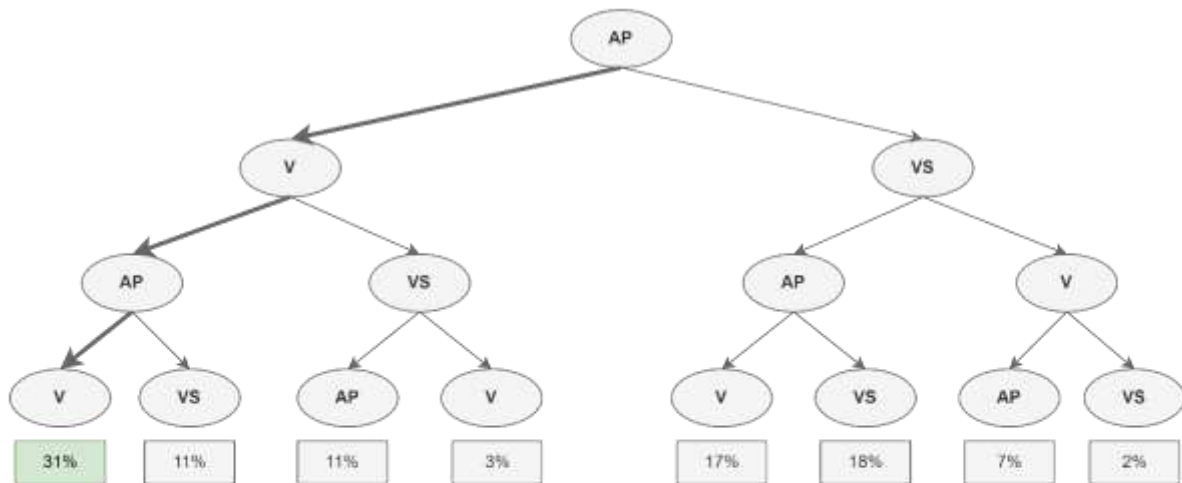 AP
V VS
AP VS AP V
V VS AP V V VS AP VS
31% 11% 11% 3% 17% 18% 7% 2%